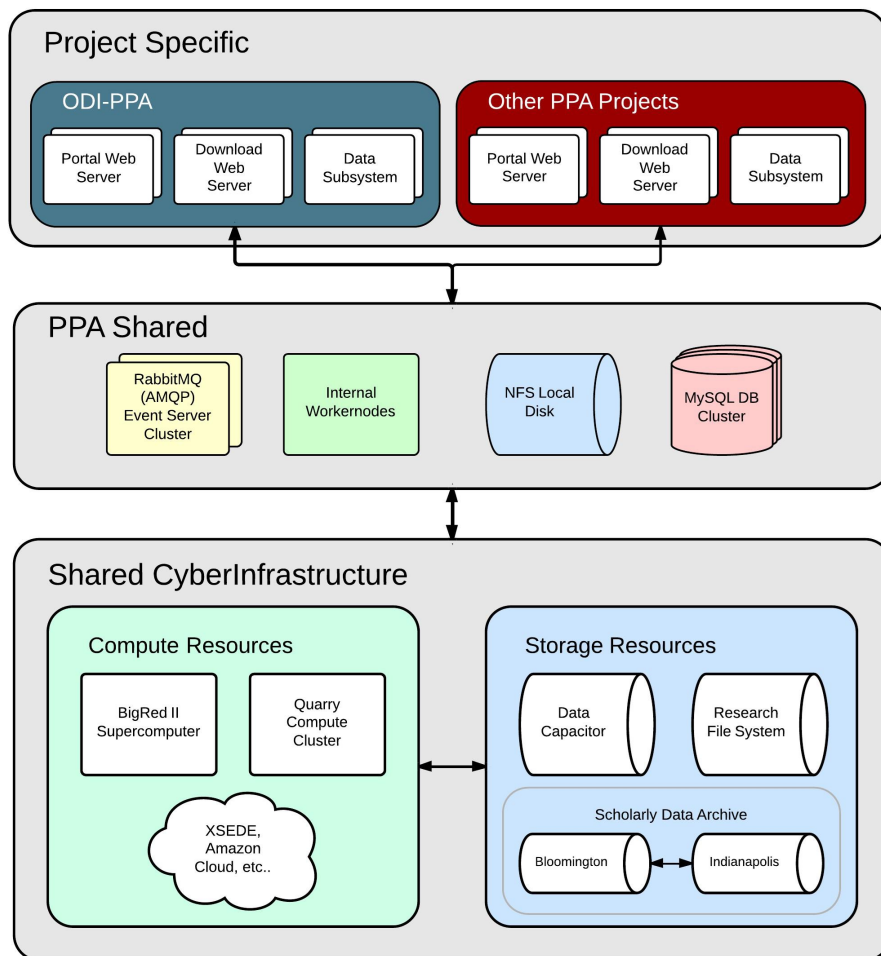 Project Specific
ODI-PPA
Portal Web
Server
Download
Web
Server
Data
Subsystem
Other PPA Projects
Portal Web
Server
Download
Web
Server
Data
Subsystem
PPA Shared
RabbitMQ
(AMQP)
Event Server
Cluster
Internal
Workernodes
NFS Local
Disk
MySQL DB
Cluster
Shared CyberInfrastructure
Compute Resources
BigRed II
Supercomputer
Quarry
Compute
Cluster
XSEDE,
Amazon
Cloud, etc..
Storage Resources
Data
Capacitor
Research
File System
Scholarly Data Archive
Bloomington
Indianapolis